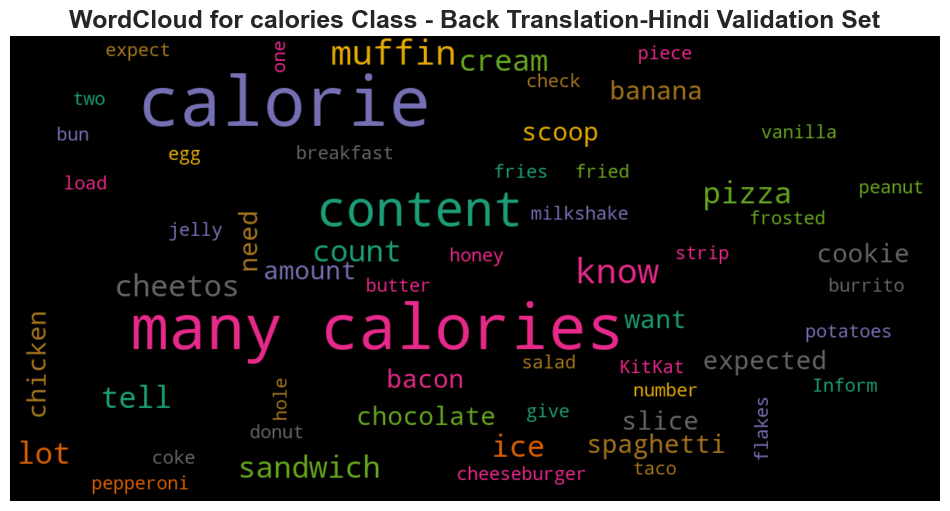 WordCloud for calories Class - Back Translation-Hindi Validation Set
expect
one
muffin
cream
piece
calorie
check
banana
two
bun
scoop
vanilla
egg
breakfast
load
fries
fried
pizza
peanut
content
milkshake
frosted
jelly
need
count
honey
strip
cookie
amount
know
cheetos
butter
burrito
many calories
want
potatoes
chicken
salad
KitKat
expected
bacon
number
Inform
tell
hole
chocolate
give
slice
flakes
donut
lot
coke
ice
spaghetti
sandwich
cheeseburger
taco
pepperoni